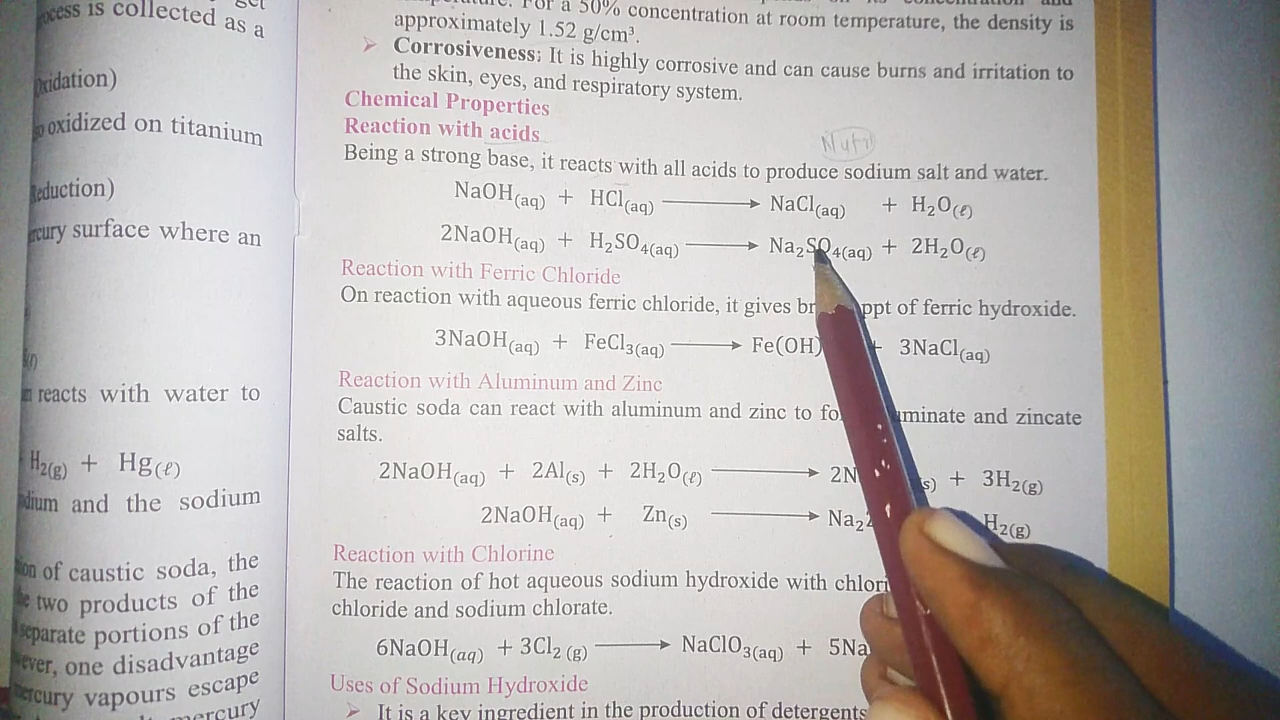 get
ocess is collected as a
oxidation)
oxidized on titanium
Reduction)
rcury surface where an
reacts with water to
H₂(g) + Hg(ℓ)
dium and the sodium
ion of caustic soda, the
two products of the
separate portions of the
ever, one disadvantage
mercury vapours escape
mercury
For a 50% concentration at room temperature, the density is
approximately 1.52 g/cm³.
➤ Corrosiveness: It is highly corrosive and can cause burns and irritation to
the skin, eyes, and respiratory system.
Chemical Properties
Reaction with acids
Being a strong base, it reacts with all acids to produce sodium salt and water.
NaOH(aq) + HCl(aq) ⟶ NaCl(aq) + H₂O(ℓ)
2NaOH(aq) + H₂SO₄(aq) ⟶ Na₂SO₄(aq) + 2H₂O(ℓ)
Reaction with Ferric Chloride
On reaction with aqueous ferric chloride, it gives br ppt of ferric hydroxide.
3NaOH(aq) + FeCl₃(aq) ⟶ Fe(OH) + 3NaCl(aq)
Reaction with Aluminum and Zinc
Caustic soda can react with aluminum and zinc to fo uminate and zincate
salts.
2NaOH(aq) + 2Al(s) + 2H₂O(ℓ) ⟶ 2N (s) + 3H₂(g)
2NaOH(aq) + Zn(s) ⟶ Na₂ H₂(g)
Reaction with Chlorine
The reaction of hot aqueous sodium hydroxide with chlori
chloride and sodium chlorate.
6NaOH(aq) + 3Cl₂ (g) ⟶ NaClO₃(aq) + 5Na
Uses of Sodium Hydroxide
➤ It is a key ingredient in the production of detergents